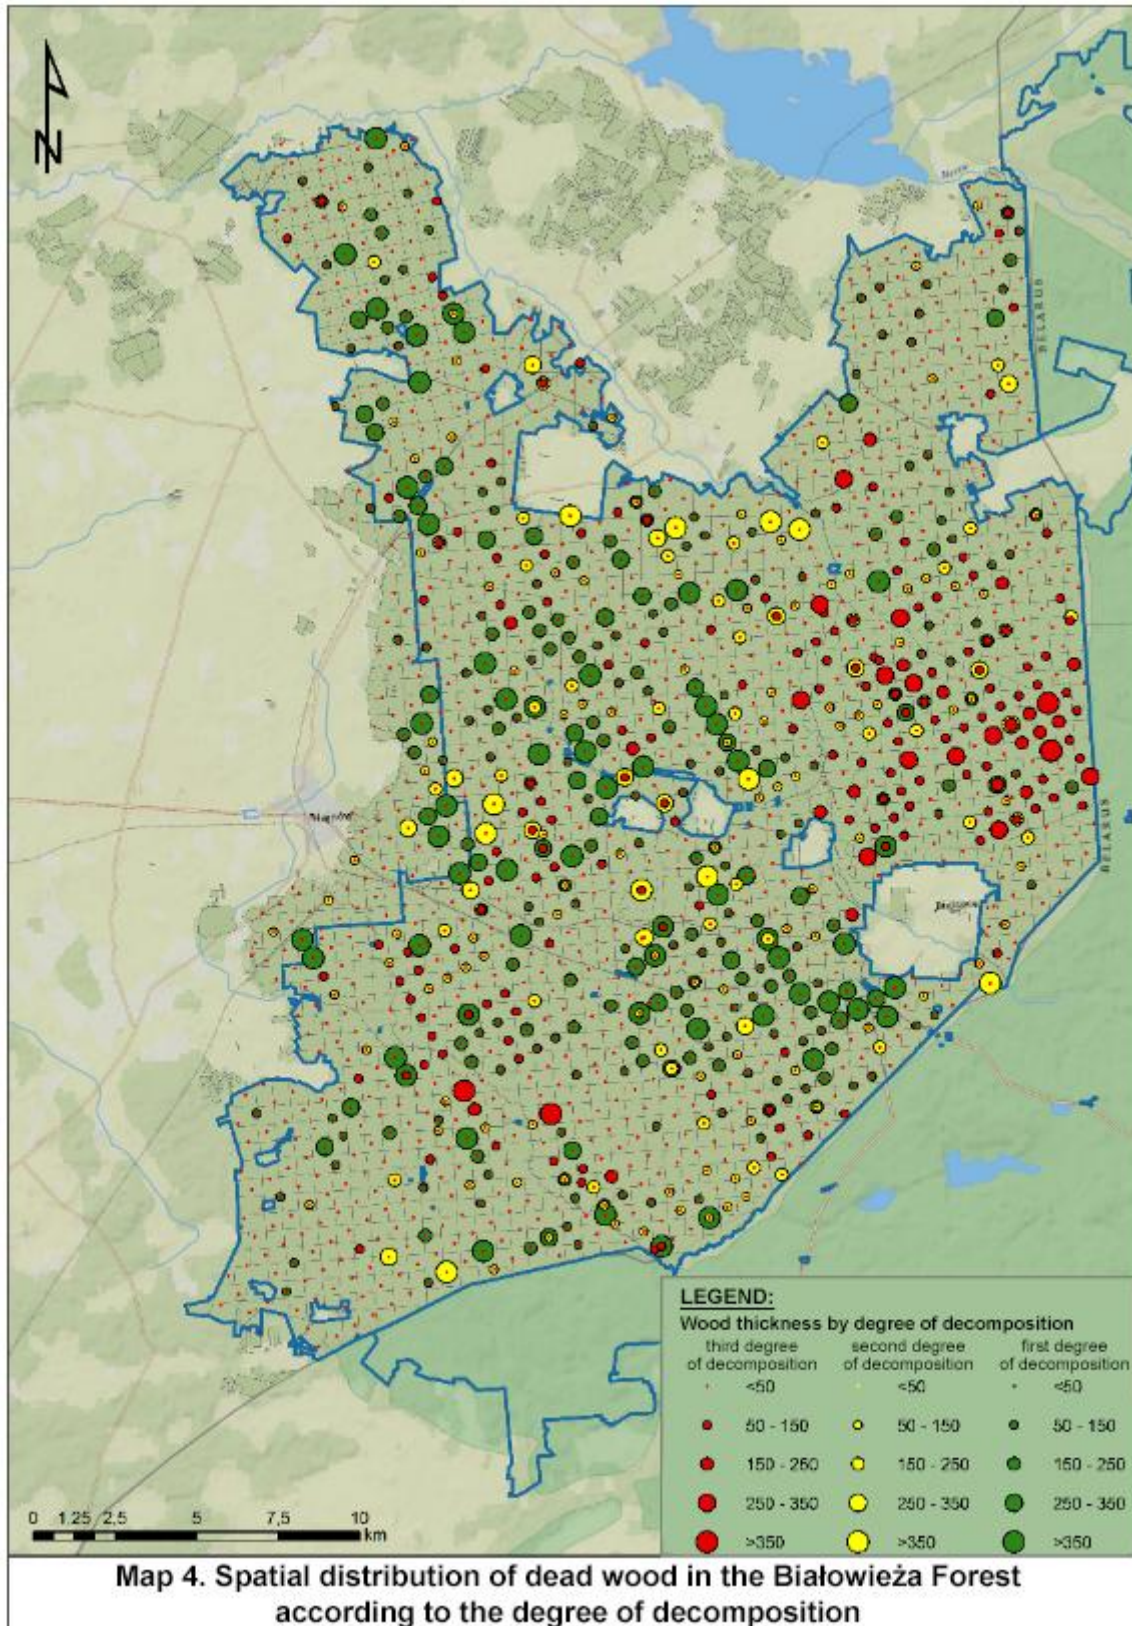 N
BELARUS
BELARUS
LEGEND:
Wood thickness by degree of decomposition
third degree of decomposition
second degree of decomposition
first degree of decomposition
<50 <50 <50
50 - 150 50 - 150 50 - 150
150 - 250 150 - 250 150 - 250
250 - 350 250 - 350 250 - 350
>350 >350 >350
0 1,25 2,5 5 7,5 10
km
Map 4. Spatial distribution of dead wood in the Białowieża Forest
according to the degree of decomposition